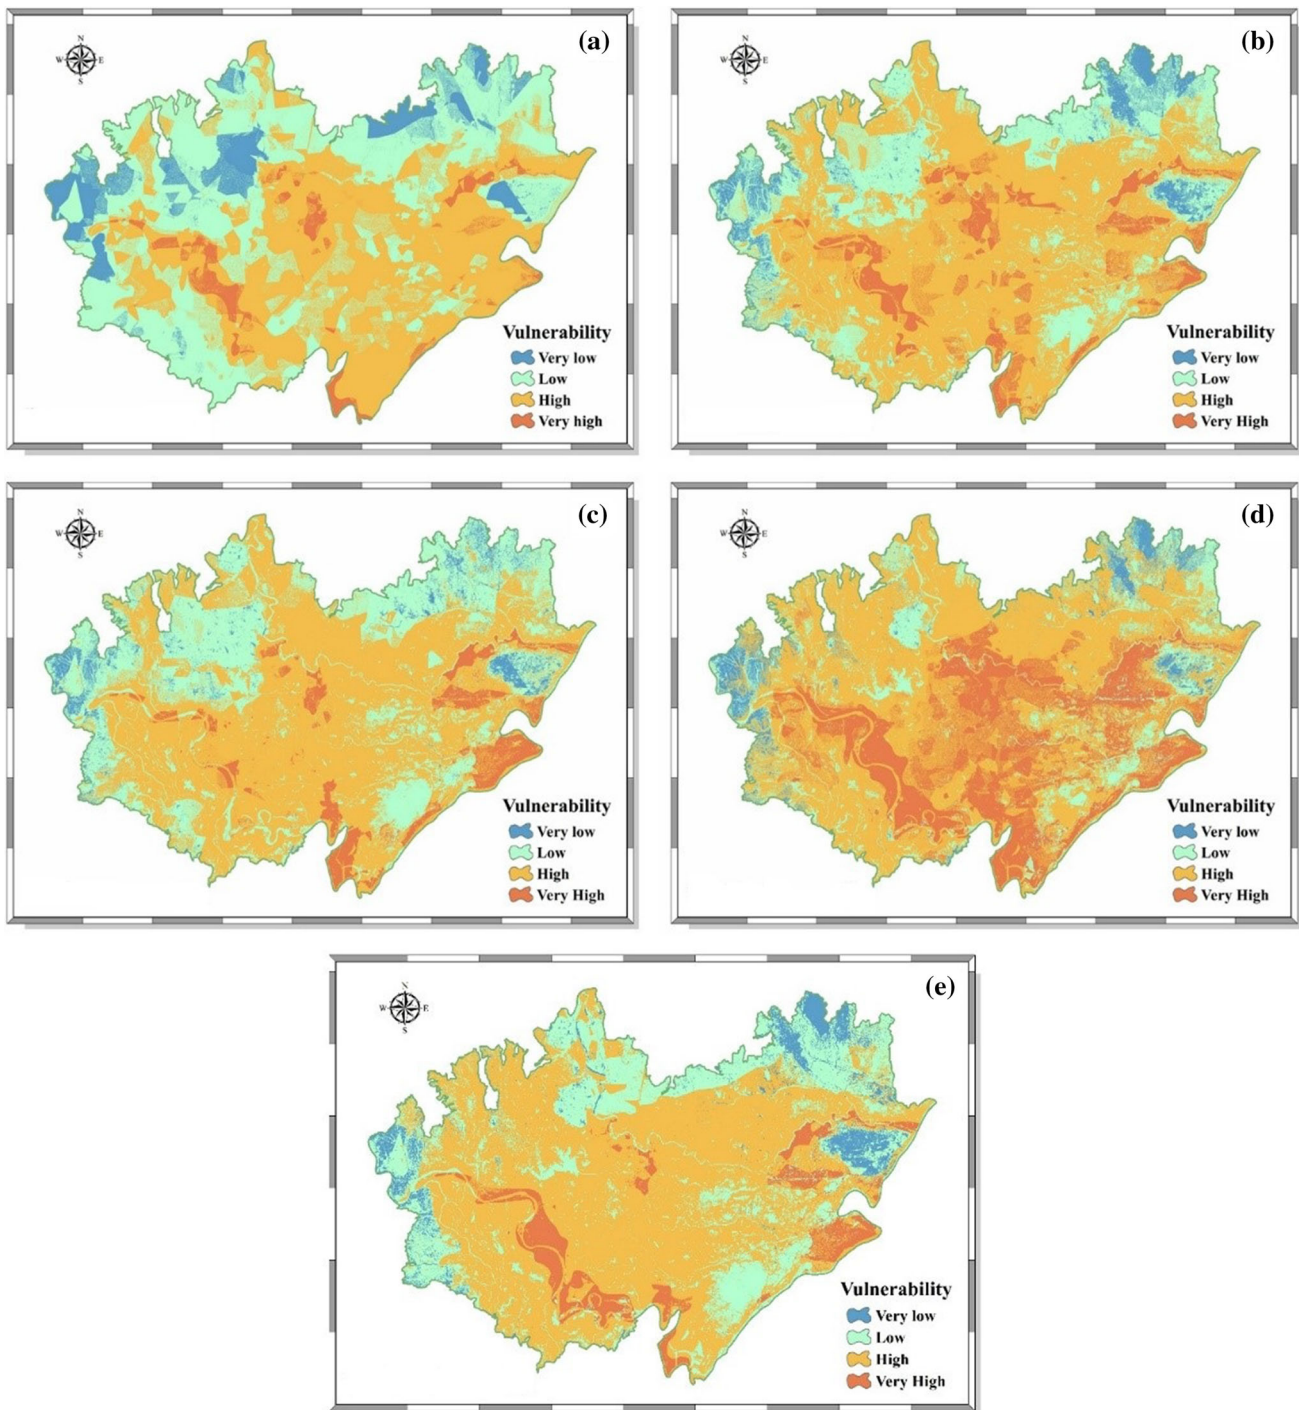 (a)
N
W E
S
Vulnerability
Very low
Low
High
Very high
(b)
N
W E
S
Vulnerability
Very low
Low
High
Very High
(c)
N
W E
S
Vulnerability
Very low
Low
High
Very High
(d)
N
W E
S
Vulnerability
Very low
Low
High
Very High
(e)
N
W E
S
Vulnerability
Very low
Low
High
Very High